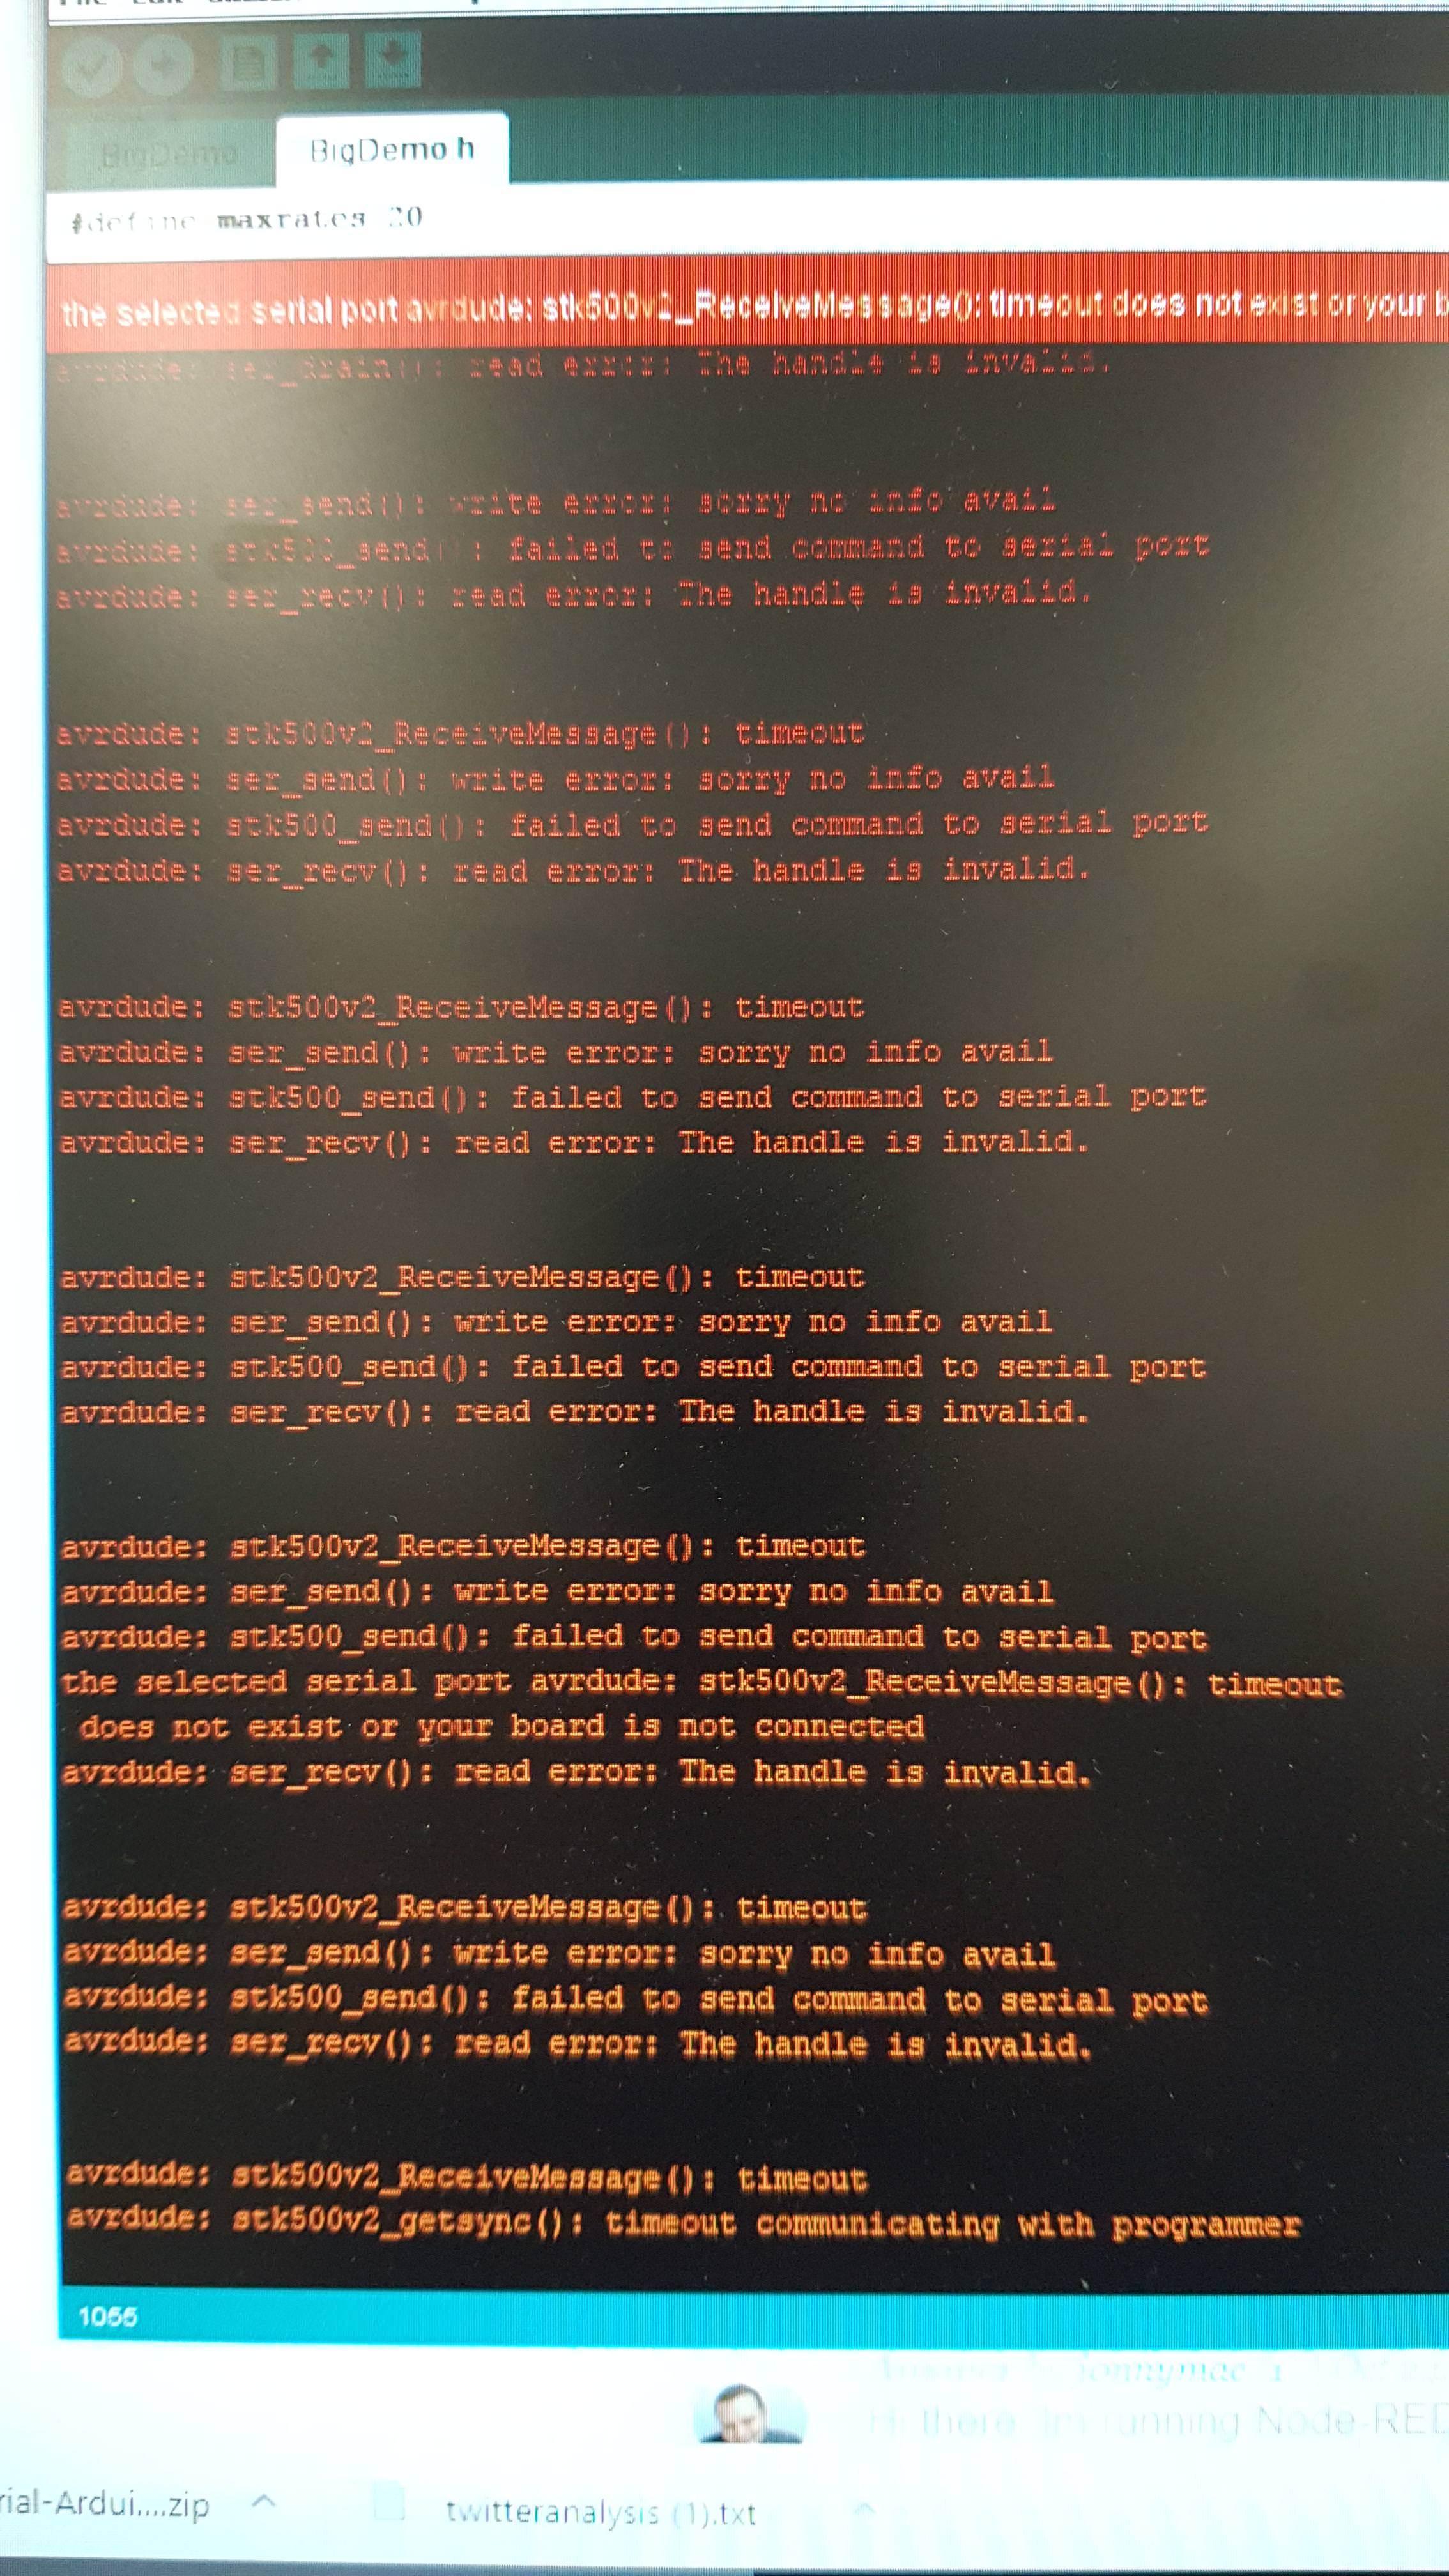 BigDemo
BigDemo h
#define maxrates 20
the selected serial port avrdude: stk500v2_ReceiveMessage(): timeout does not exist or your b
avrdude: ser_drain(): read error: The handle is invalid.
avrdude: ser_send(): write error: sorry no info avail
avrdude: stk500_send(): failed to send command to serial port
avrdude: ser_recv(): read error: The handle is invalid.
avrdude: stk500v2_ReceiveMessage(): timeout
avrdude: ser_send(): write error: sorry no info avail
avrdude: stk500_send(): failed to send command to serial port
avrdude: ser_recv(): read error: The handle is invalid.
avrdude: stk500v2_ReceiveMessage(): timeout
avrdude: ser_send(): write error: sorry no info avail
avrdude: stk500_send(): failed to send command to serial port
avrdude: ser_recv(): read error: The handle is invalid.
avrdude: stk500v2_ReceiveMessage(): timeout
avrdude: ser_send(): write error: sorry no info avail
avrdude: stk500_send(): failed to send command to serial port
avrdude: ser_recv(): read error: The handle is invalid.
avrdude: stk500v2_ReceiveMessage(): timeout
avrdude: ser_send(): write error: sorry no info avail
avrdude: stk500_send(): failed to send command to serial port
the selected serial port avrdude: stk500v2_ReceiveMessage(): timeout
does not exist or your board is not connected
avrdude: ser_recv(): read error: The handle is invalid.
avrdude: stk500v2_ReceiveMessage(): timeout
avrdude: ser_send(): write error: sorry no info avail
avrdude: stk500_send(): failed to send command to serial port
avrdude: ser_recv(): read error: The handle is invalid.
avrdude: stk500v2_ReceiveMessage(): timeout
avrdude: stk500v2_getsync(): timeout communicating with programmer
1055
jonnymac 1
Hi there Im running Node-RED
rial-Ardui....zip
twitteranalysis (1).txt